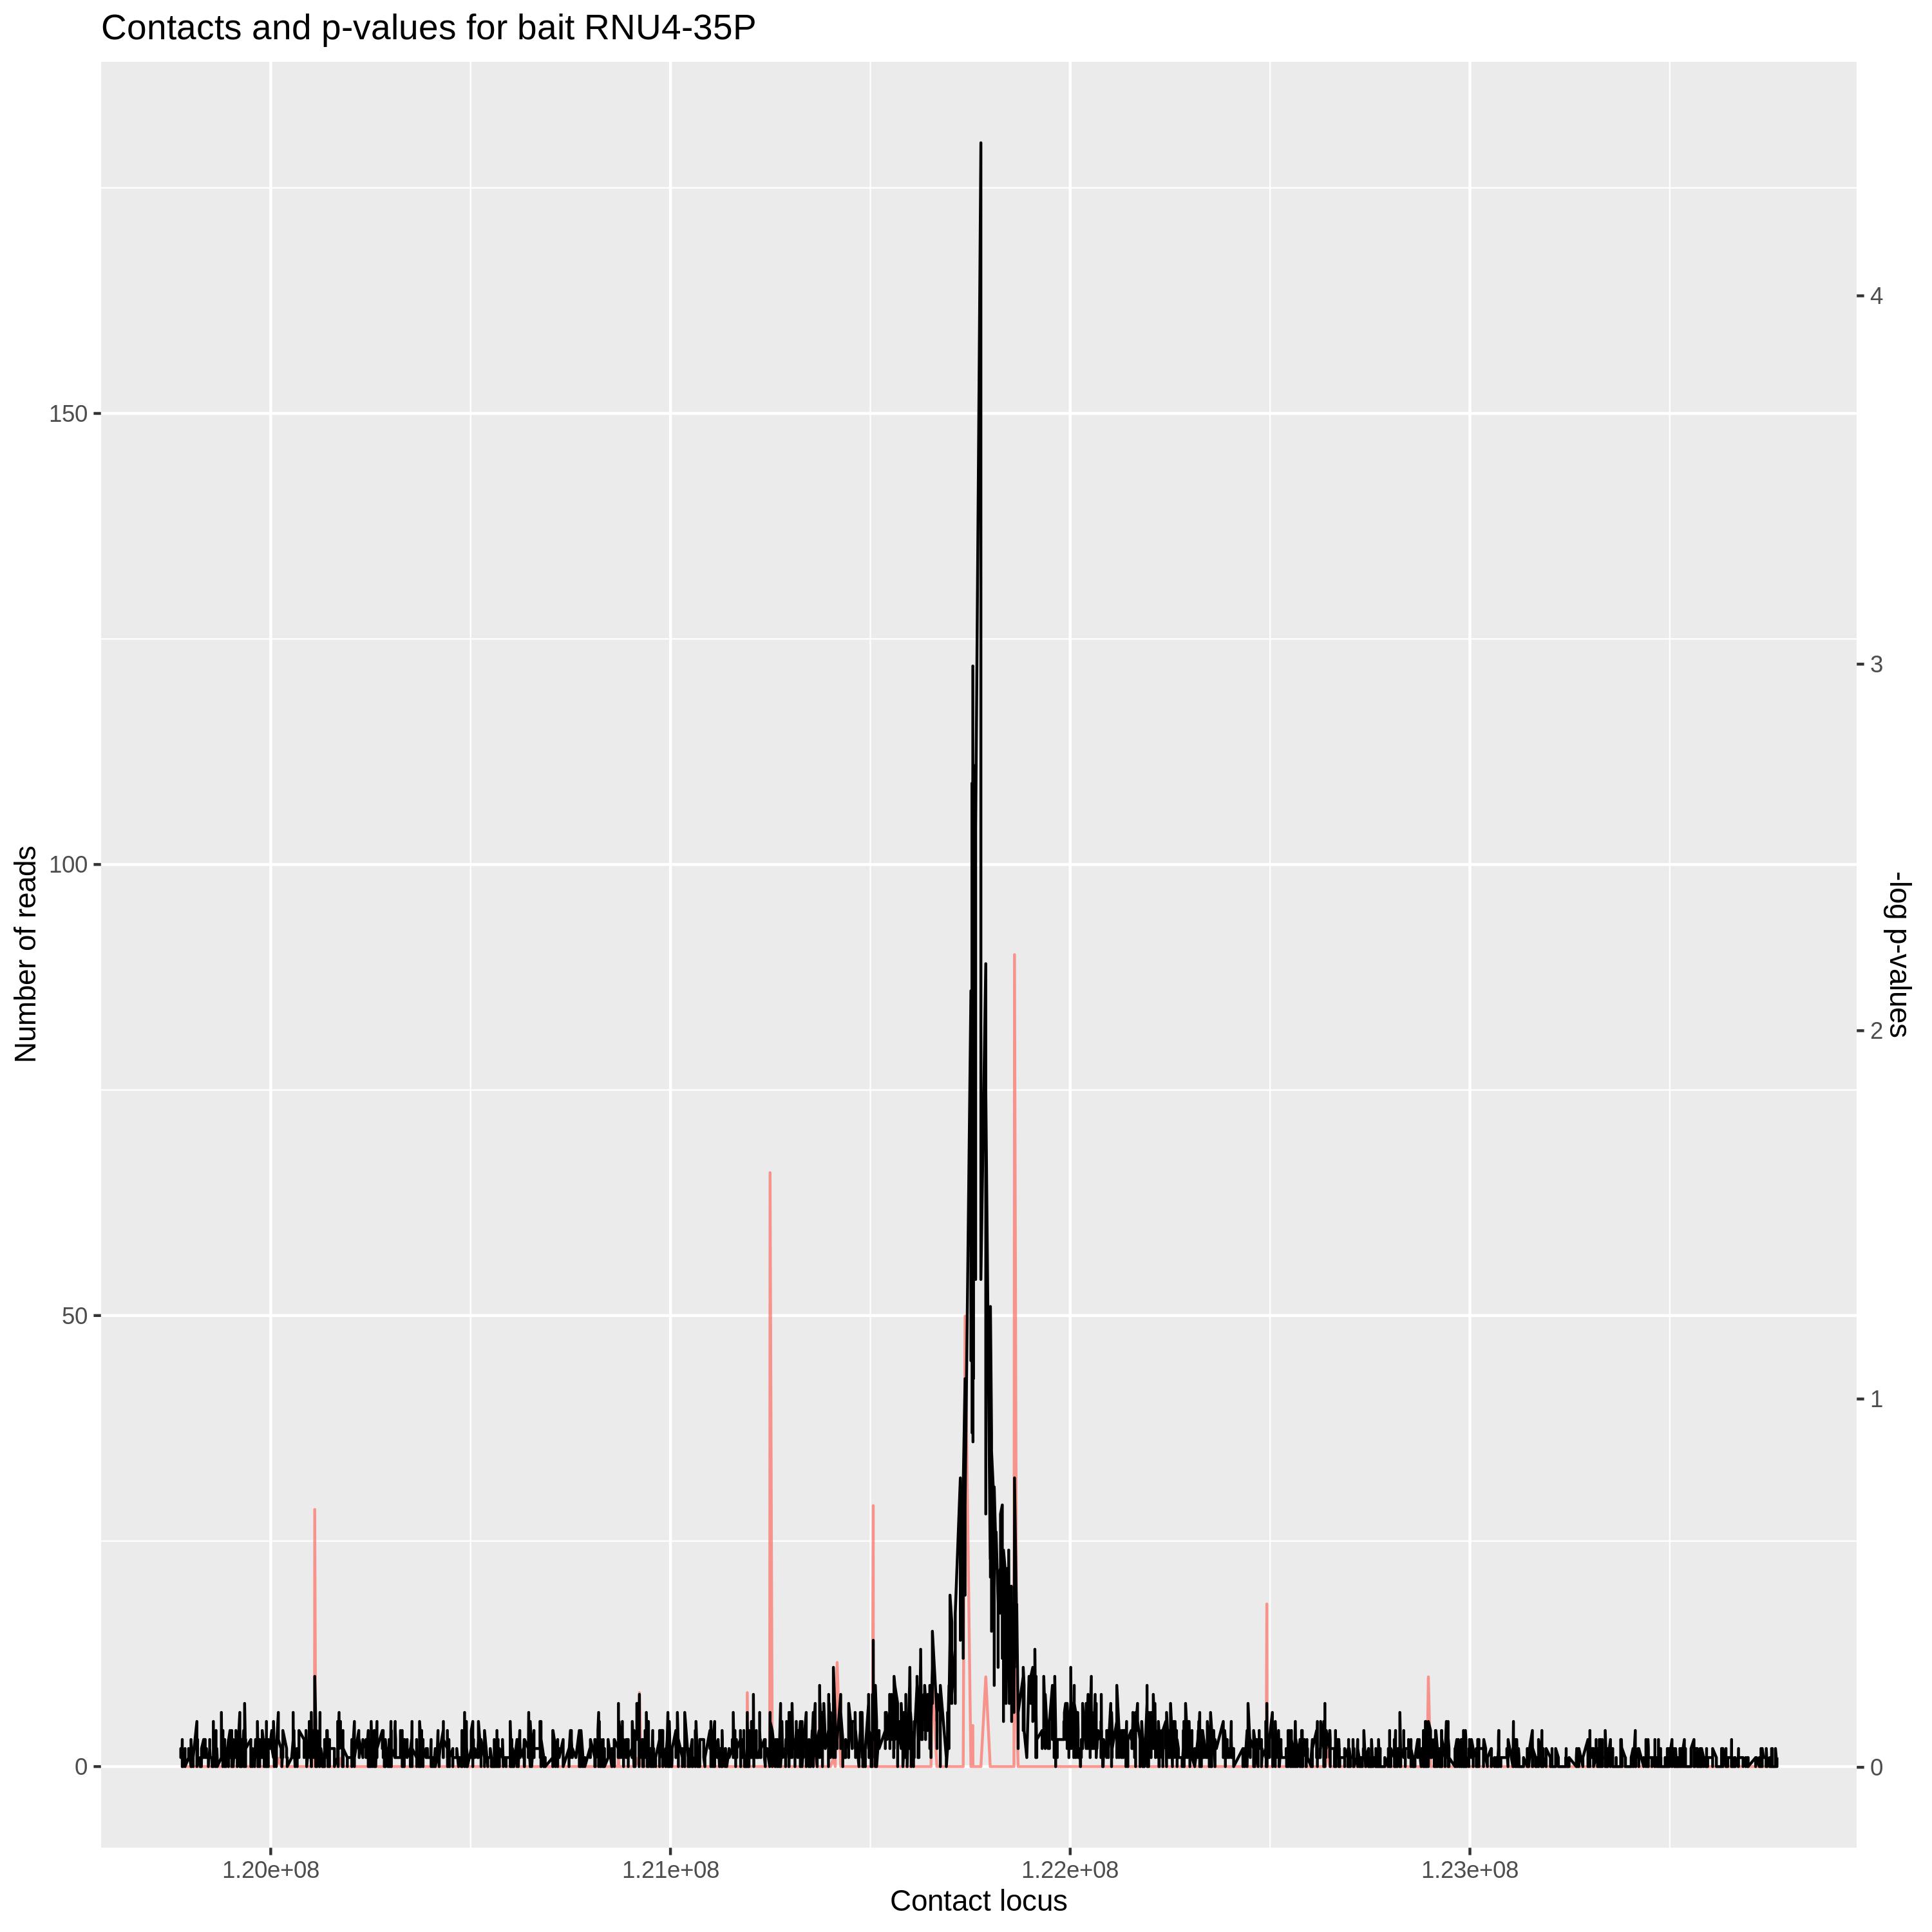 Contacts and p-values for bait RNU4-35P
150
100
50
0
Number of reads
4
3
2
1
0
-log p-values
1.20e+08
1.21e+08
1.22e+08
1.23e+08
Contact locus